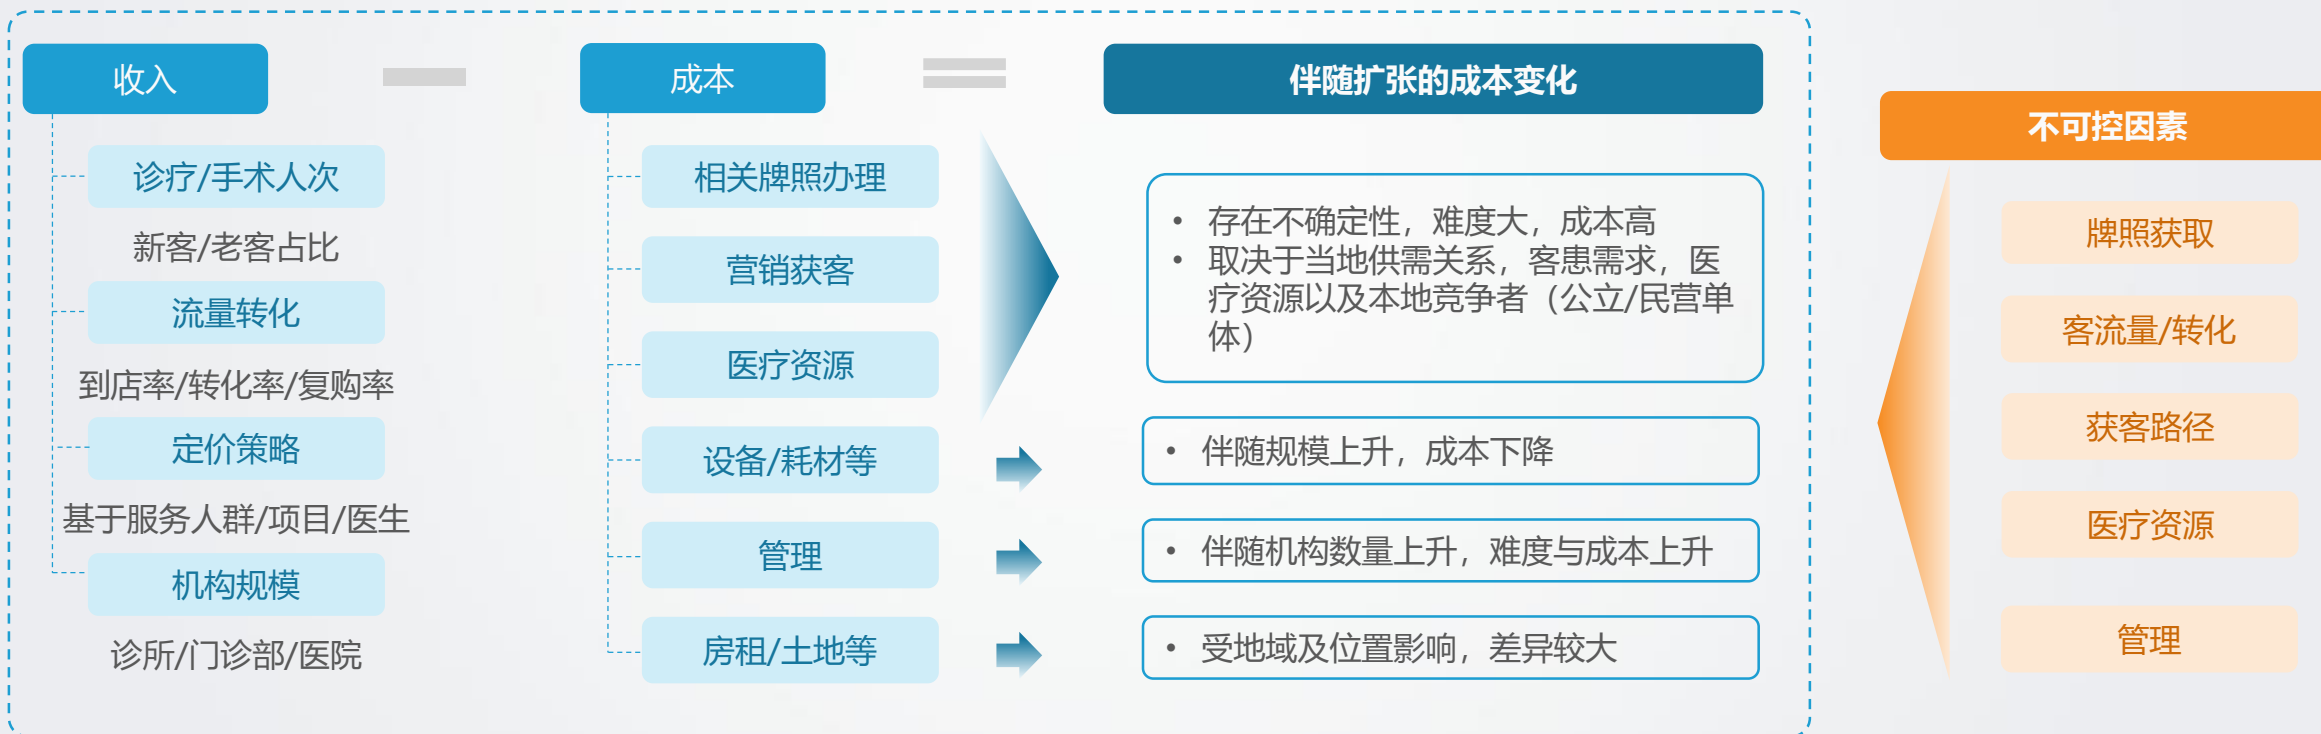 收入
诊疗/手术人次
新客/老客占比
流量转化
到店率/转化率/复购率
定价策略
基于服务人群/项目/医生
机构规模
诊所/门诊部/医院
成本
相关牌照办理
营销获客
医疗资源
设备/耗材等
管理
房租/土地等
伴随扩张的成本变化
• 存在不确定性，难度大，成本高
• 取决于当地供需关系，客患需求，医
疗资源以及本地竞争者（公立/民营单
体）
• 伴随规模上升，成本下降
• 伴随机构数量上升，难度与成本上升
• 受地域及位置影响，差异较大
不可控因素
牌照获取
客流量/转化
获客路径
医疗资源
管理